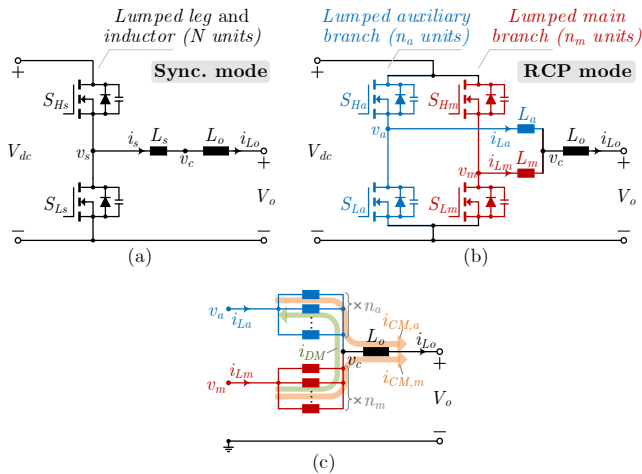 Lumped leg and
inductor (N units)
Sync. mode
+
S_Hs
V_dc
i_s
L_s
L_o
i_Lo
v_s
v_c
+
V_o
S_Ls
−
−
(a)
Lumped auxiliary
branch (n_a units)
Lumped main
branch (n_m units)
RCP mode
+
S_Ha
S_Hm
v_a
L_a
i_La
L_o
i_Lo
V_dc
i_Lm
L_m
v_c
v_m
+
V_o
S_La
S_Lm
−
−
(b)
× n_a
v_a
i_La
i_CM,a
L_o
i_Lo
i_DM
v_c
+
i_Lm
i_CM,m
v_m
V_o
× n_m
−
(c)